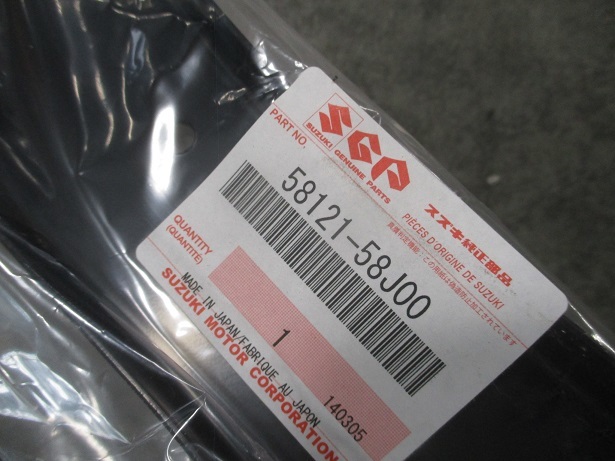 SGP
SUZUKI GENUINE PARTS
スズキ純正部品
PIÈCES D'ORIGINE DE SUZUKI
PART NO.
58121-58J00
QUANTITY
(QUANTITÉ)
1
140305
MADE IN JAPAN/FABRIQUE AU JAPON
SUZUKI MOTOR CORPORATION